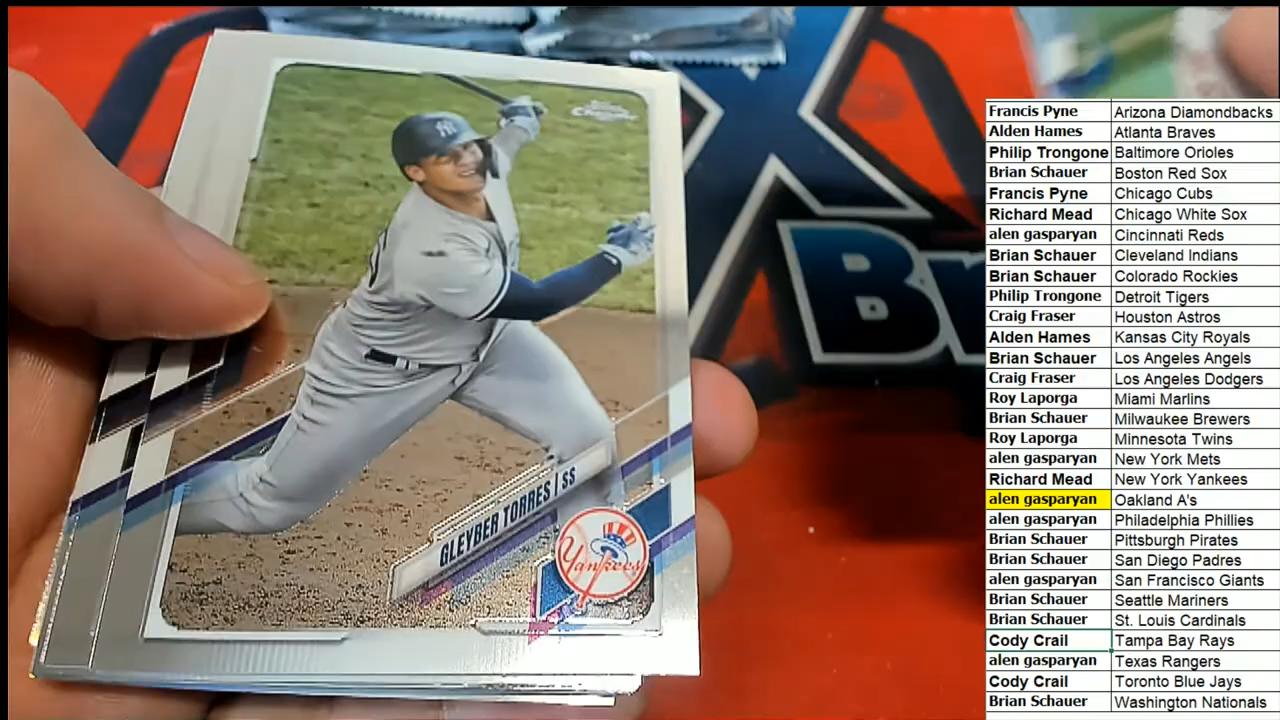 Topps
Chrome
NY
GLEYBER TORRES | SS
Yankees
X
Br
Francis Pyne Arizona Diamondbacks
Alden Hames Atlanta Braves
Philip Trongone Baltimore Orioles
Brian Schauer Boston Red Sox
Francis Pyne Chicago Cubs
Richard Mead Chicago White Sox
alen gasparyan Cincinnati Reds
Brian Schauer Cleveland Indians
Brian Schauer Colorado Rockies
Philip Trongone Detroit Tigers
Craig Fraser Houston Astros
Alden Hames Kansas City Royals
Brian Schauer Los Angeles Angels
Craig Fraser Los Angeles Dodgers
Roy Laporga Miami Marlins
Brian Schauer Milwaukee Brewers
Roy Laporga Minnesota Twins
alen gasparyan New York Mets
Richard Mead New York Yankees
alen gasparyan Oakland A's
alen gasparyan Philadelphia Phillies
Brian Schauer Pittsburgh Pirates
Brian Schauer San Diego Padres
alen gasparyan San Francisco Giants
Brian Schauer Seattle Mariners
Brian Schauer St. Louis Cardinals
Cody Crail Tampa Bay Rays
alen gasparyan Texas Rangers
Cody Crail Toronto Blue Jays
Brian Schauer Washington Nationals